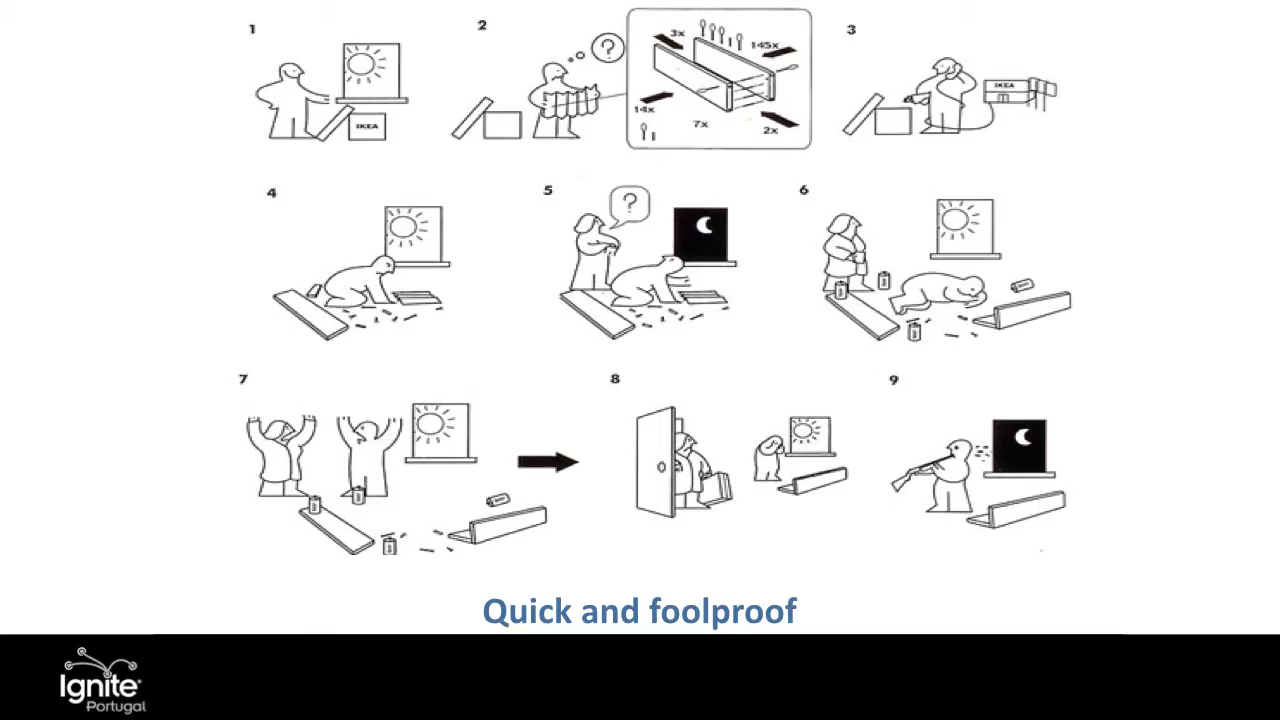 1
2
3
IKEA
?
3x
145x
14x
7x
2x
IKEA
4
5
6
?
7
8
9
Quick and foolproof
Ignite
Portugal